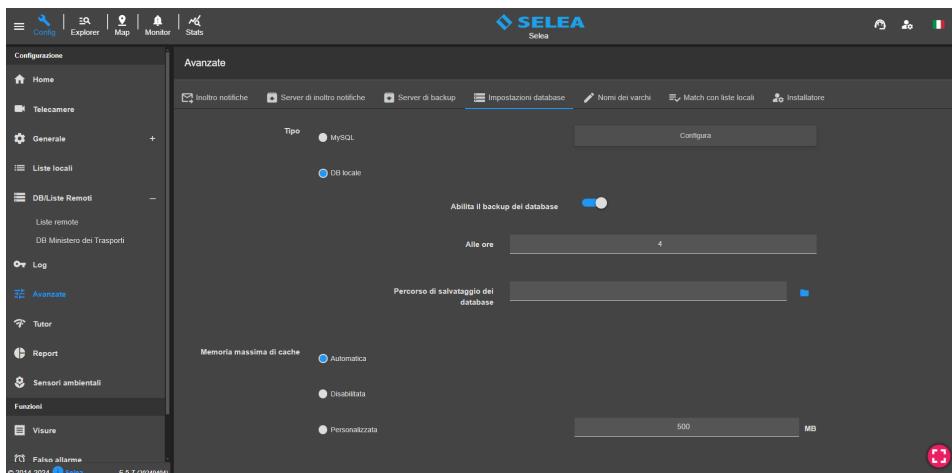 Config
Explorer
Map
Monitor
Stats
SELEA
Selea
Configurazione
Home
Telecamere
Generale +
Liste locali
DB/Liste Remoti –
Liste remote
DB Ministero dei Trasporti
Log
Avanzate
Tutor
Report
Sensori ambientali
Funzioni
Visure
Falso allarme
© 2014-2024 Selea
Avanzate
Inoltro notifiche
Server di inoltro notifiche
Server di backup
Impostazioni database
Nomi dei varchi
Match con liste locali
Installatore
Tipo
MySQL
Configura
DB locale
Abilita il backup dei database
Alle ore
4
Percorso di salvataggio dei
database
Memoria massima di cache
Automatica
Disabilitata
Personalizzata
500
MB